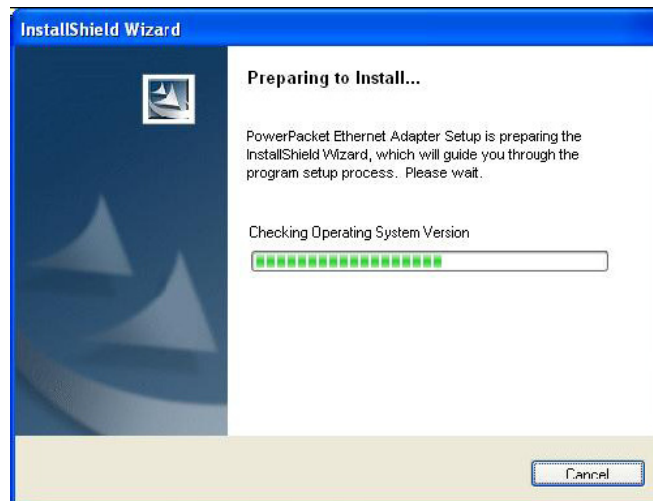 InstallShield Wizard
Preparing to Install...
PowerPacket Ethernet Adapter Setup is preparing the
InstallShield Wizard, which will guide you through the
program setup process. Please wait.
Checking Operating System Version
Cancel